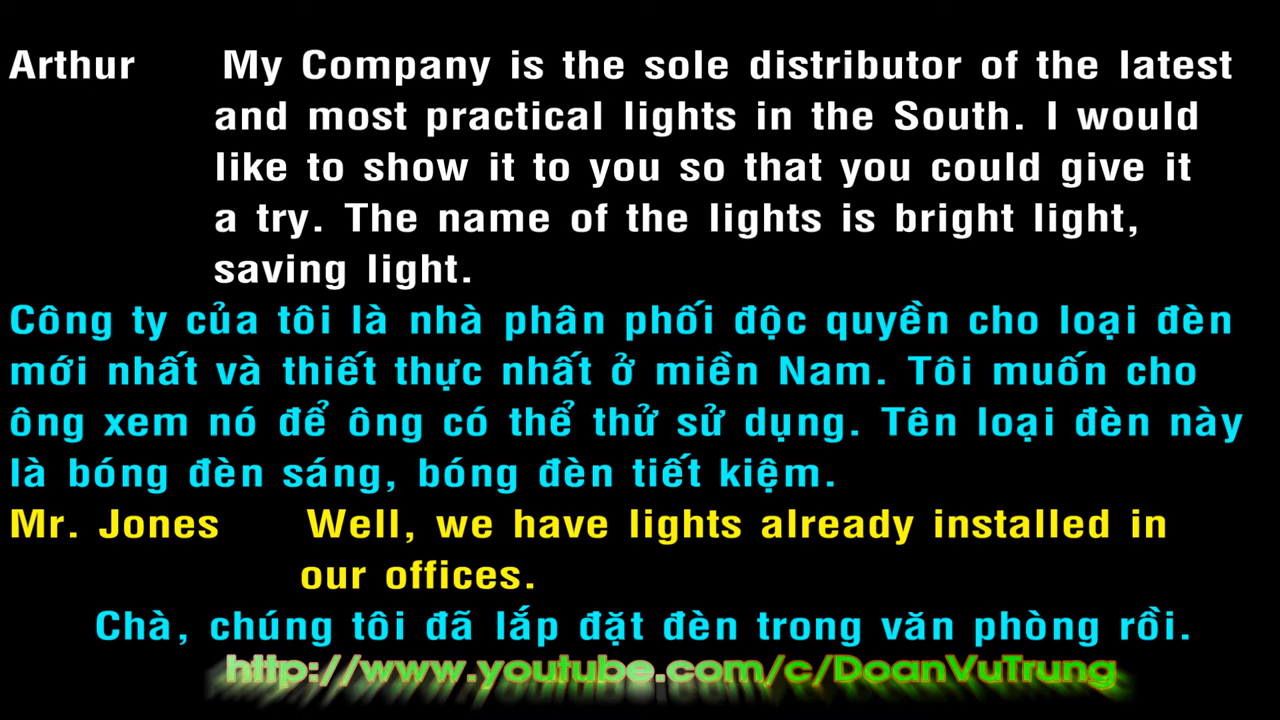 Arthur My Company is the sole distributor of the latest
and most practical lights in the South. I would
like to show it to you so that you could give it
a try. The name of the lights is bright light,
saving light.
Công ty của tôi là nhà phân phối độc quyền cho loại đèn
mới nhất và thiết thực nhất ở miền Nam. Tôi muốn cho
ông xem nó để ông có thể thử sử dụng. Tên loại đèn này
là bóng đèn sáng, bóng đèn tiết kiệm.
Mr. Jones Well, we have lights already installed in
our offices.
Chà, chúng tôi đã lắp đặt đèn trong văn phòng rồi.
http://www.youtube.com/c/DoanVuTrung